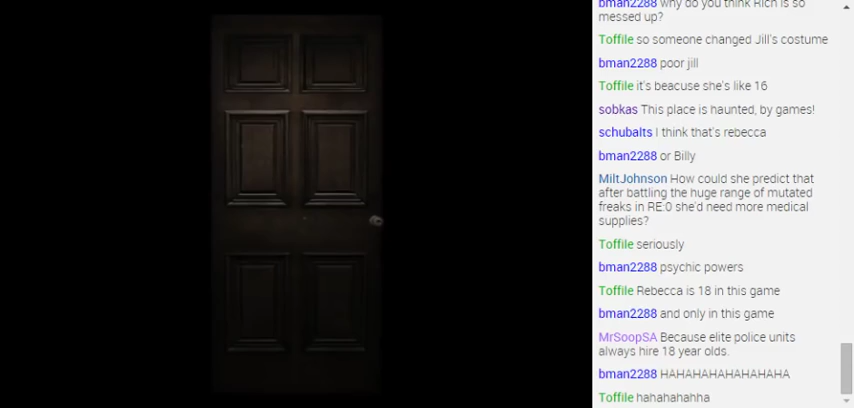 bman2288 why do you think Rich is so
messed up?
Toffile so someone changed Jill's costume
bman2288 poor jill
Toffile it's beacuse she's like 16
sobkas This place is haunted, by games!
schubalts I think that's rebecca
bman2288 or Billy
MiltJohnson How could she predict that
after battling the huge range of mutated
freaks in RE:0 she'd need more medical
supplies?
Toffile seriously
bman2288 psychic powers
Toffile Rebecca is 18 in this game
bman2288 and only in this game
MrSoopSA Because elite police units
always hire 18 year olds.
bman2288 HAHAHAHAHAHAHAHA
Toffile hahahahahha